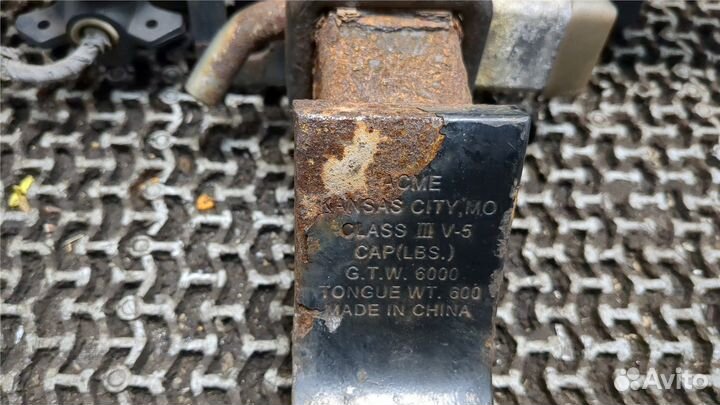 ACME
KANSAS CITY, MO
CLASS III V-5
CAP(LBS.)
G.T.W. 6000
TONGUE WT. 600
MADE IN CHINA
Avito